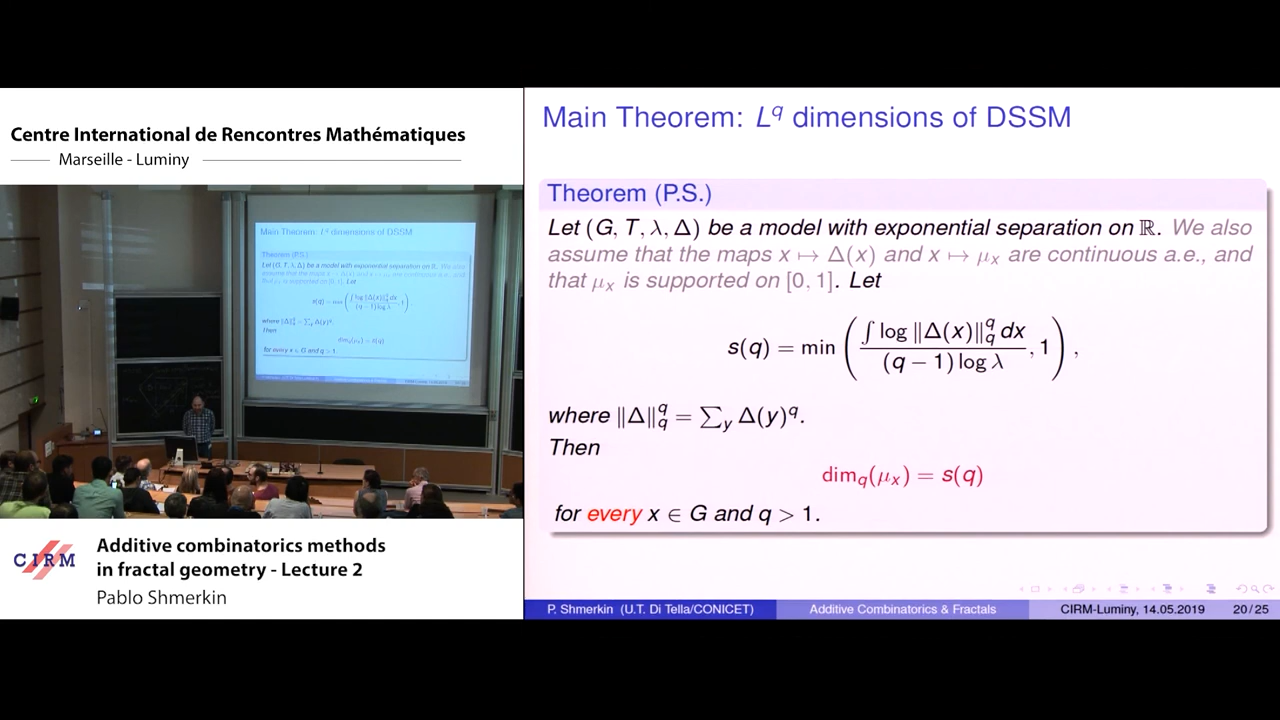 Centre International de Rencontres Mathématiques
Marseille - Luminy
Main Theorem: L^q dimensions of DSSM
Theorem (P.S.)
Let (G, T, λ, Δ) be a model with exponential separation on ℝ. We also
assume that the maps x ↦ Δ(x) and x ↦ μ_x are continuous a.e., and
that μ_x is supported on [0, 1]. Let
s(q) = min ( ∫ log ‖Δ(x)‖_q^q dx / (q − 1) log λ , 1 ) ,
where ‖Δ‖_q^q = ∑_y Δ(y)^q.
Then
dim_q(μ_x) = s(q)
for every x ∈ G and q > 1.
CIRM
Additive combinatorics methods
in fractal geometry - Lecture 2
Pablo Shmerkin
P. Shmerkin (U.T. Di Tella/CONICET) Additive Combinatorics & Fractals CIRM-Luminy, 14.05.2019 20 / 25